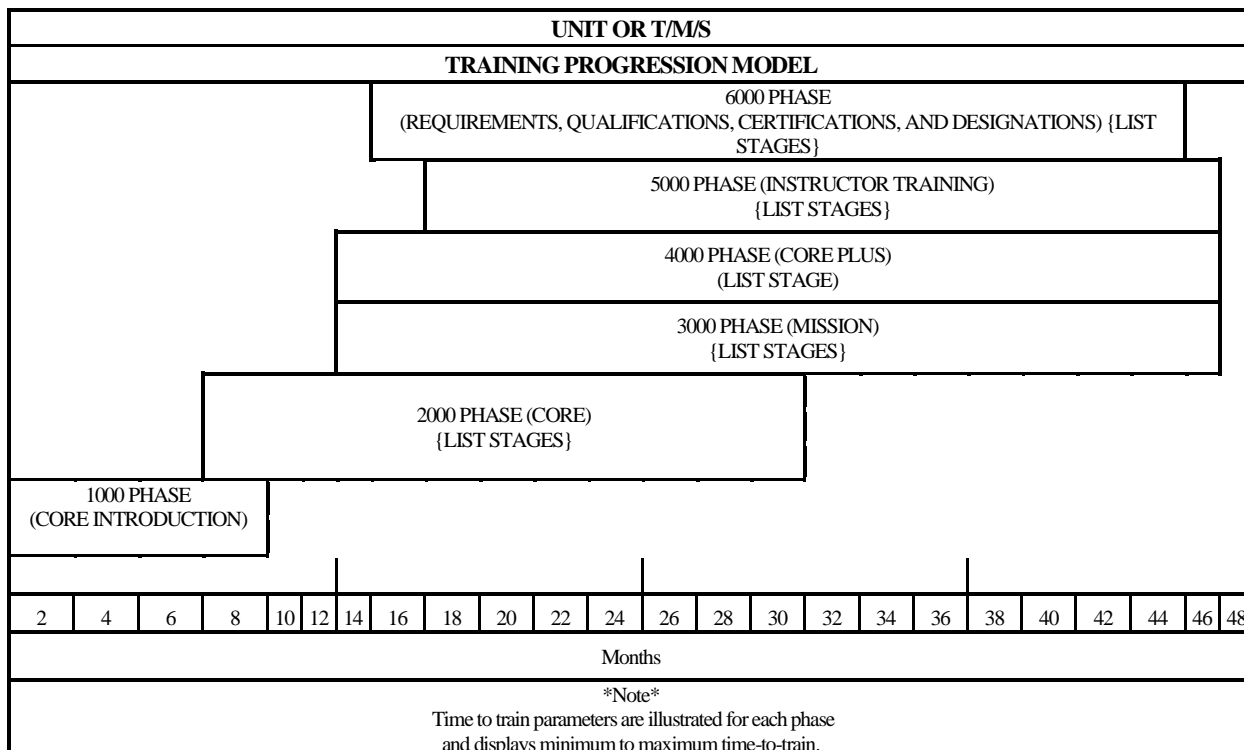 UNIT OR T/M/S
TRAINING PROGRESSION MODEL
6000 PHASE
(REQUIREMENTS, QUALIFICATIONS, CERTIFICATIONS, AND DESIGNATIONS) {LIST
STAGES}
5000 PHASE (INSTRUCTOR TRAINING)
{LIST STAGES}
4000 PHASE (CORE PLUS)
(LIST STAGE)
3000 PHASE (MISSION)
{LIST STAGES}
2000 PHASE (CORE)
{LIST STAGES}
1000 PHASE
(CORE INTRODUCTION)
2 4 6 8 10 12 14 16 18 20 22 24 26 28 30 32 34 36 38 40 42 44 46 48
Months
*Note*
Time to train parameters are illustrated for each phase
and displays minimum to maximum time-to-train.